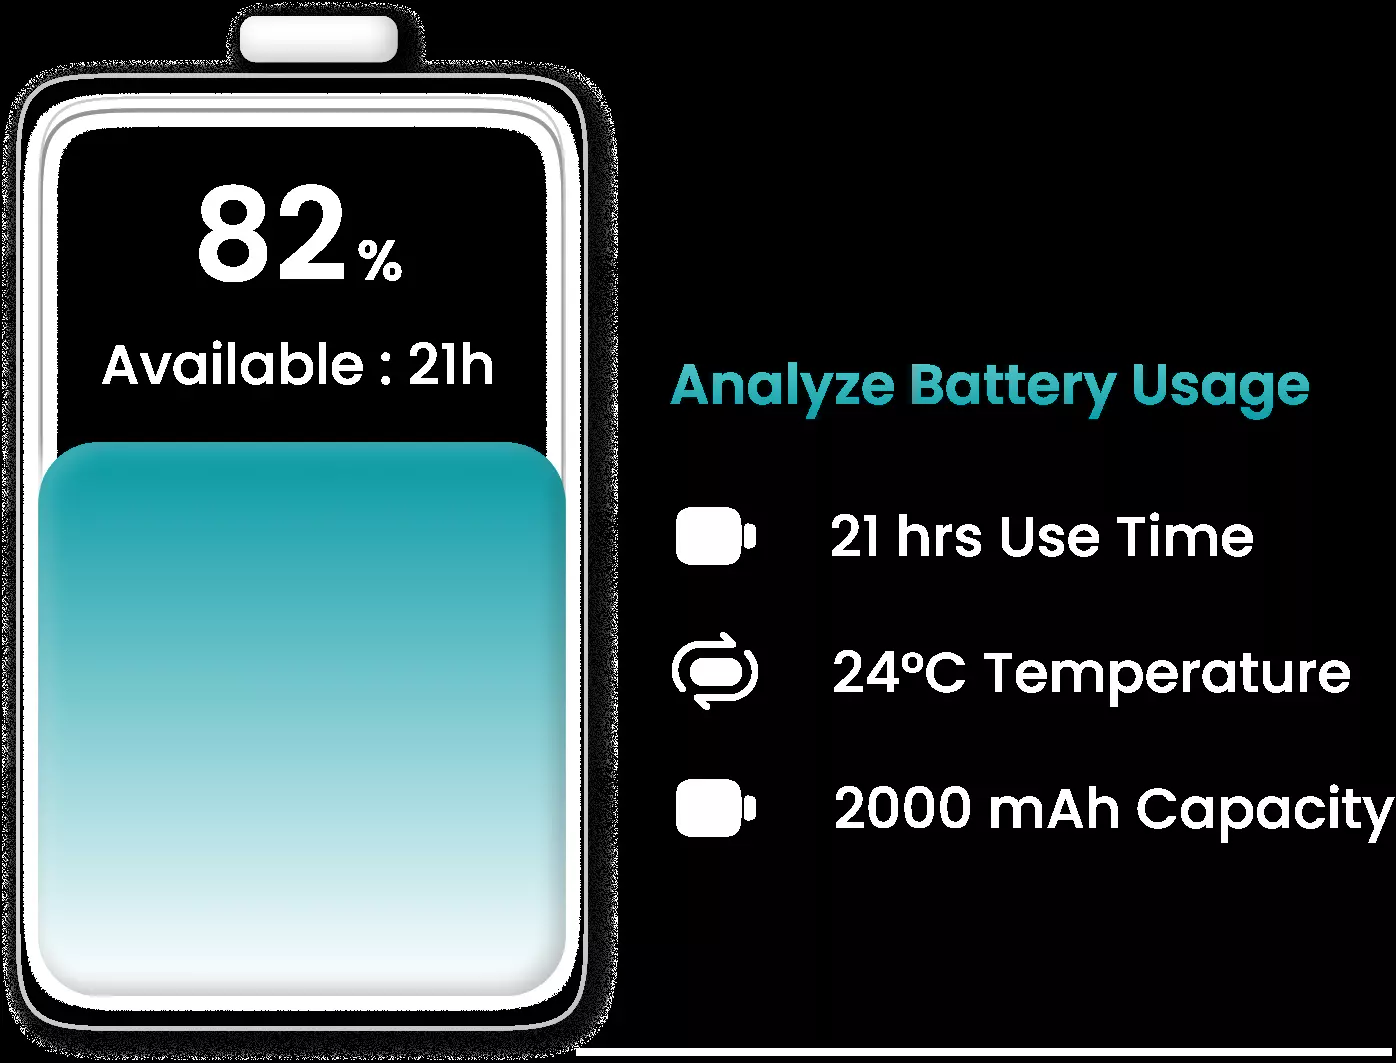 82%
Available : 21h
Analyze Battery Usage
21 hrs Use Time
24°C Temperature
2000 mAh Capacity